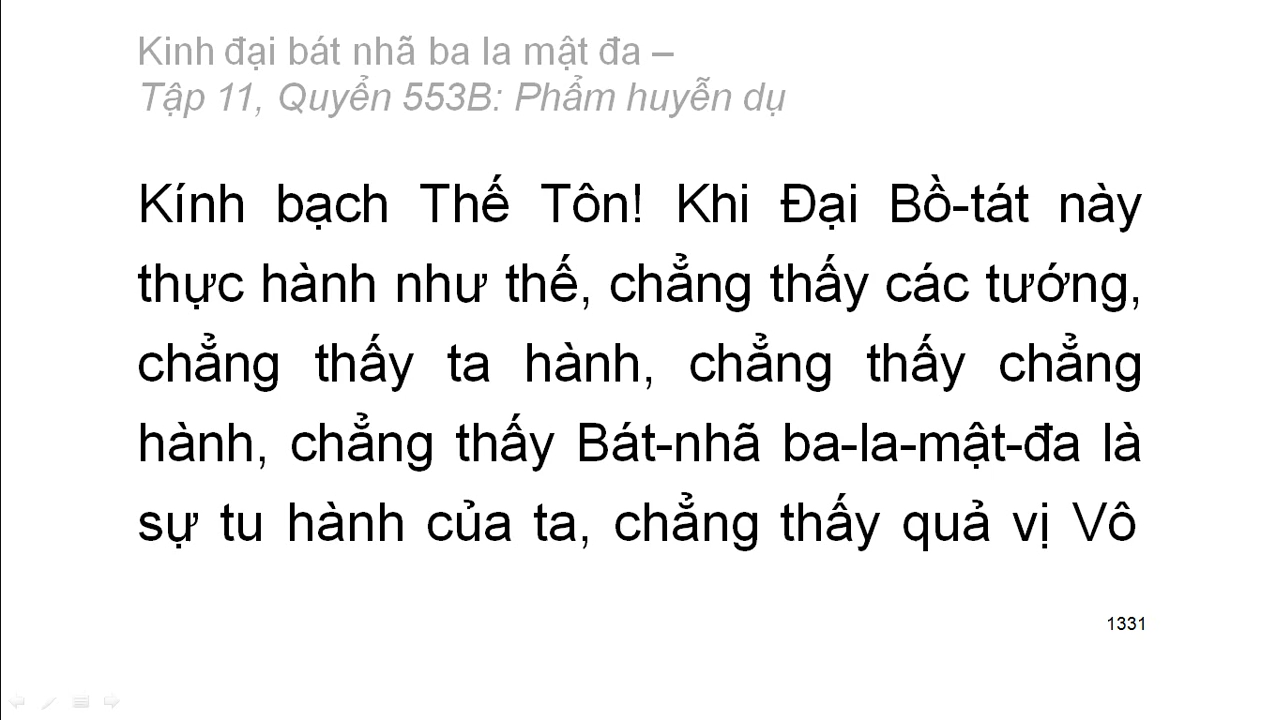 Kinh đại bát nhã ba la mật đa –
Tập 11, Quyển 553B: Phẩm huyễn dụ
Kính bạch Thế Tôn! Khi Đại Bồ-tát này
thực hành như thế, chẳng thấy các tướng,
chẳng thấy ta hành, chẳng thấy chẳng
hành, chẳng thấy Bát-nhã ba-la-mật-đa là
sự tu hành của ta, chẳng thấy quả vị Vô
1331